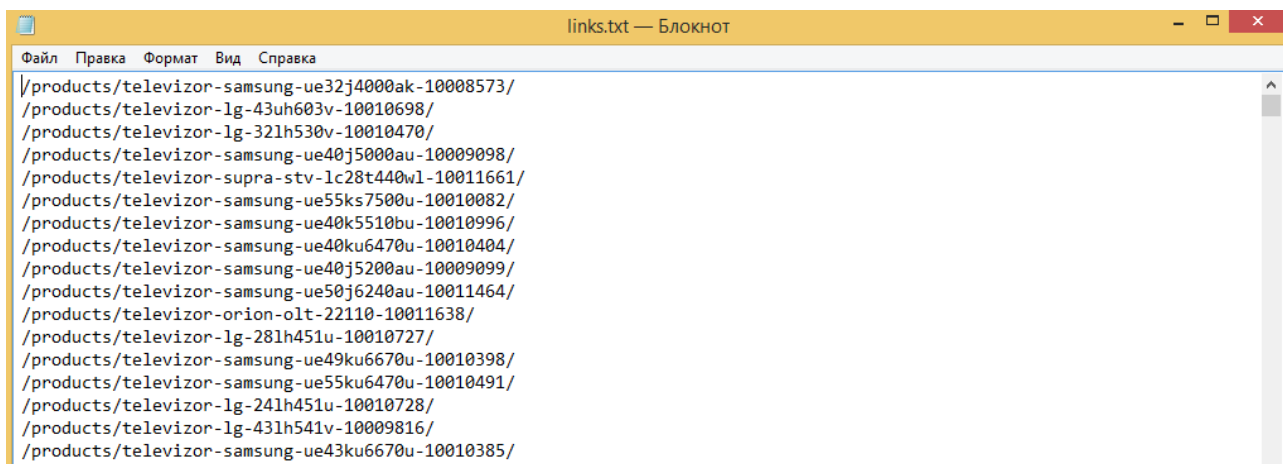 links.txt — Блокнот
Файл Правка Формат Вид Справка
/products/televizor-samsung-ue32j4000ak-10008573/
/products/televizor-lg-43uh603v-10010698/
/products/televizor-lg-32lh530v-10010470/
/products/televizor-samsung-ue40j5000au-10009098/
/products/televizor-supra-stv-lc28t440wl-10011661/
/products/televizor-samsung-ue55ks7500u-10010082/
/products/televizor-samsung-ue40k5510bu-10010996/
/products/televizor-samsung-ue40ku6470u-10010404/
/products/televizor-samsung-ue40j5200au-10009099/
/products/televizor-samsung-ue50j6240au-10011464/
/products/televizor-orion-olt-22110-10011638/
/products/televizor-lg-28lh451u-10010727/
/products/televizor-samsung-ue49ku6670u-10010398/
/products/televizor-samsung-ue55ku6470u-10010491/
/products/televizor-lg-24lh451u-10010728/
/products/televizor-lg-43lh541v-10009816/
/products/televizor-samsung-ue43ku6670u-10010385/